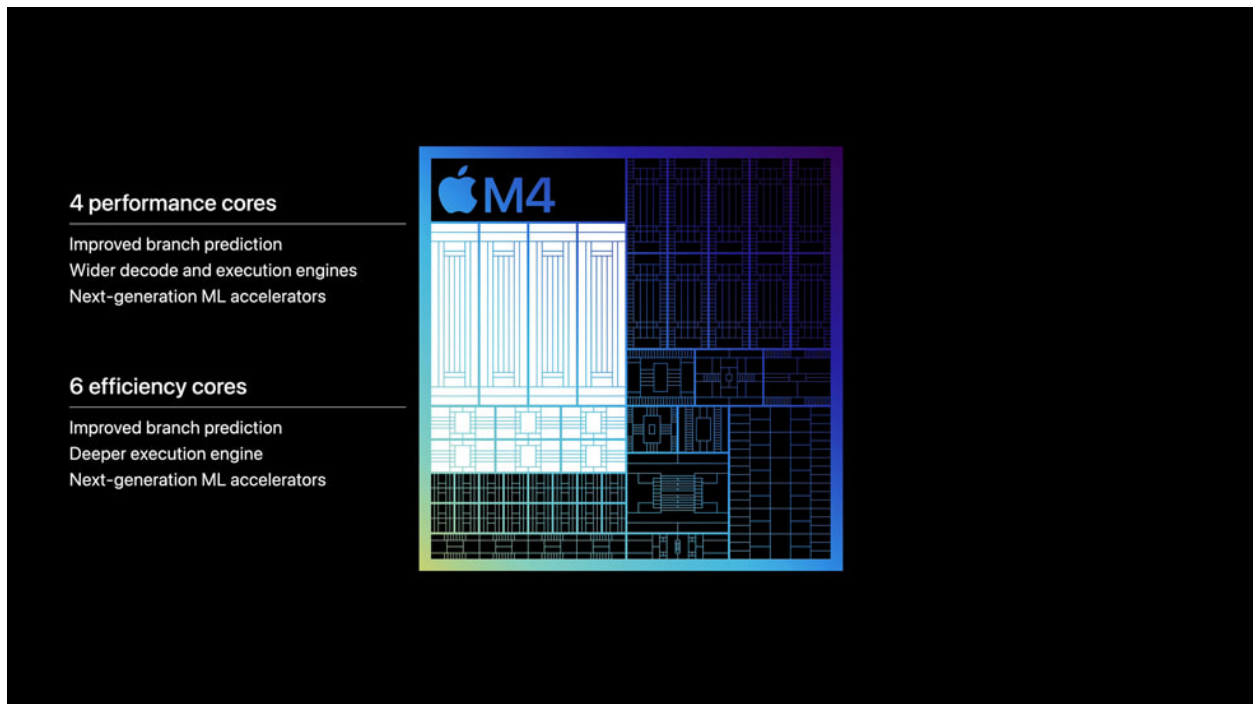 4 performance cores
Improved branch prediction
Wider decode and execution engines
Next-generation ML accelerators
6 efficiency cores
Improved branch prediction
Deeper execution engine
Next-generation ML accelerators
M4